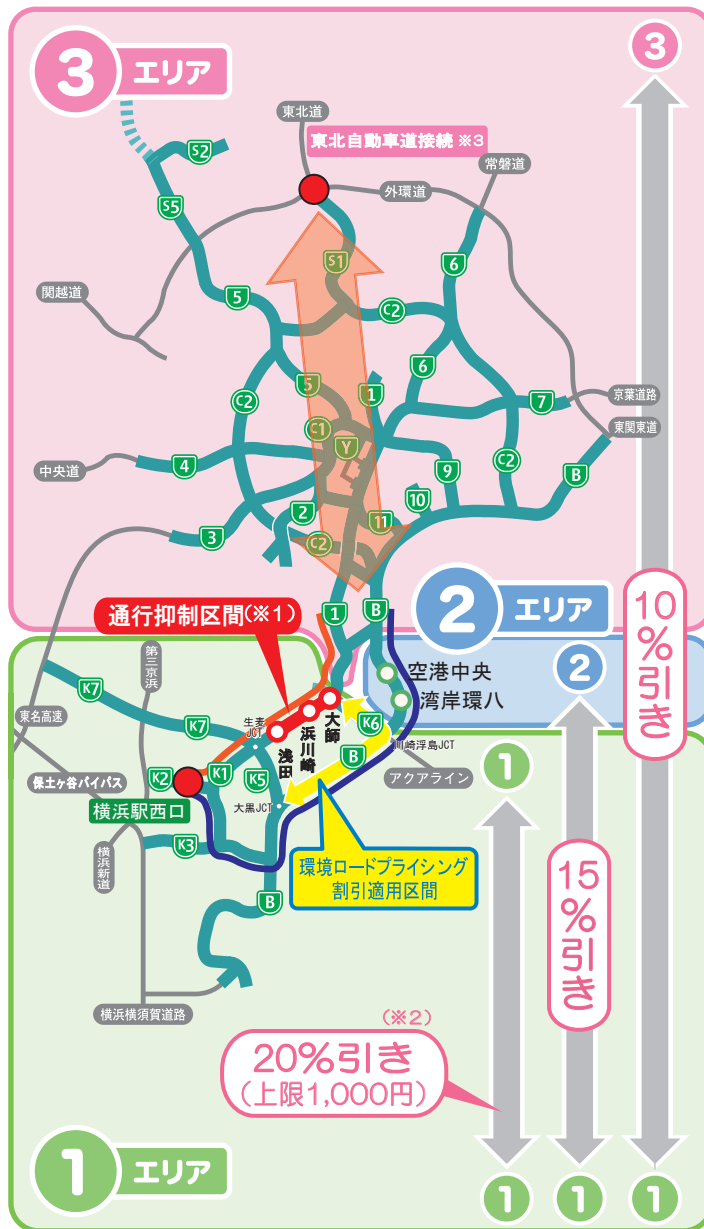 3 エリア
3
東北道
東北自動車道接続 ※3
常磐道
外環道
S2
S5
S1
6
関越道
5
C2
6
5
1
C2
7
京葉道路
C1
東関東道
Y
中央道
4
9
C2
B
10
2
11
3
C2
10%引き
2 エリア
通行抑制区間(※1)
1
B
2
第三京浜
空港中央
湾岸環八
K7
東名高速
K7
生麦JCT
大師
浜川崎
浅田
K6
川崎浮島JCT
B
1
保土ヶ谷バイパス
K2
K1
K5
アクアライン
横浜駅西口
大黒JCT
K3
横浜新道
環境ロードプライシング
割引適用区間
15%引き
B
横浜横須賀道路
(※2)
20%引き
(上限1,000円)
1 エリア
1
1
1